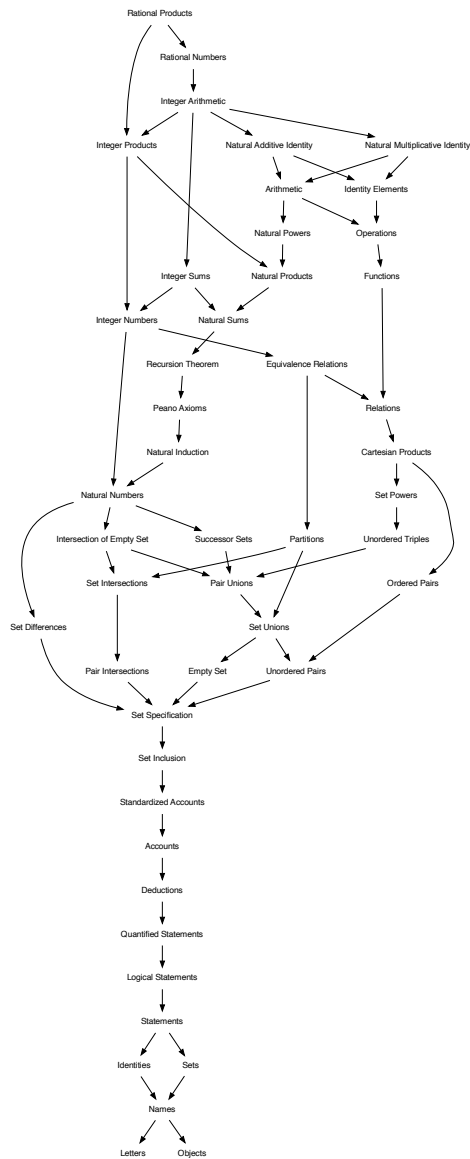 Rational Products
Rational Numbers
Integer Arithmetic
Integer Products
Natural Additive Identity
Natural Multiplicative Identity
Arithmetic
Identity Elements
Natural Powers
Operations
Integer Sums
Natural Products
Functions
Integer Numbers
Natural Sums
Recursion Theorem
Equivalence Relations
Peano Axioms
Relations
Natural Induction
Cartesian Products
Natural Numbers
Set Powers
Intersection of Empty Set
Successor Sets
Partitions
Unordered Triples
Set Intersections
Pair Unions
Ordered Pairs
Set Differences
Set Unions
Pair Intersections
Empty Set
Unordered Pairs
Set Specification
Set Inclusion
Standardized Accounts
Accounts
Deductions
Quantified Statements
Logical Statements
Statements
Identities
Sets
Names
Letters
Objects